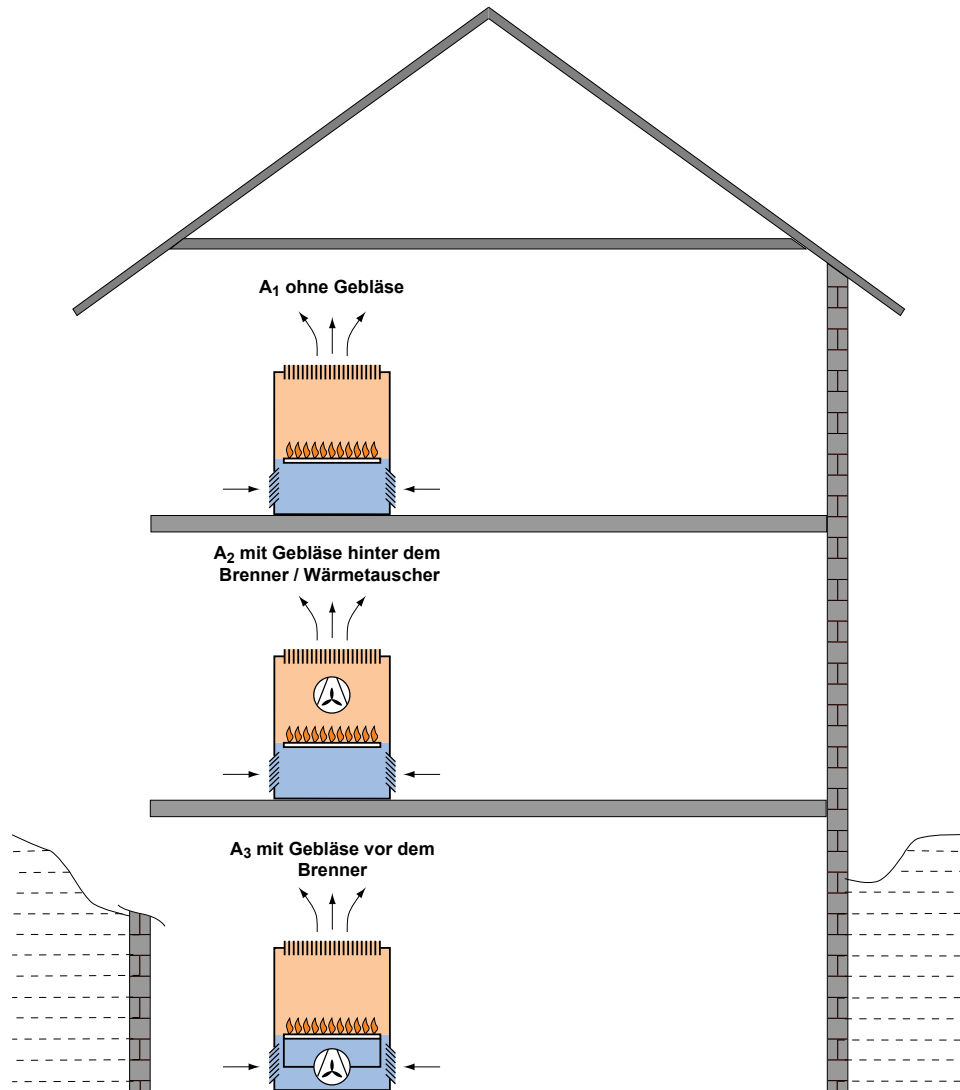 A₁ ohne Gebläse
A₂ mit Gebläse hinter dem
Brenner / Wärmetauscher
A₃ mit Gebläse vor dem
Brenner